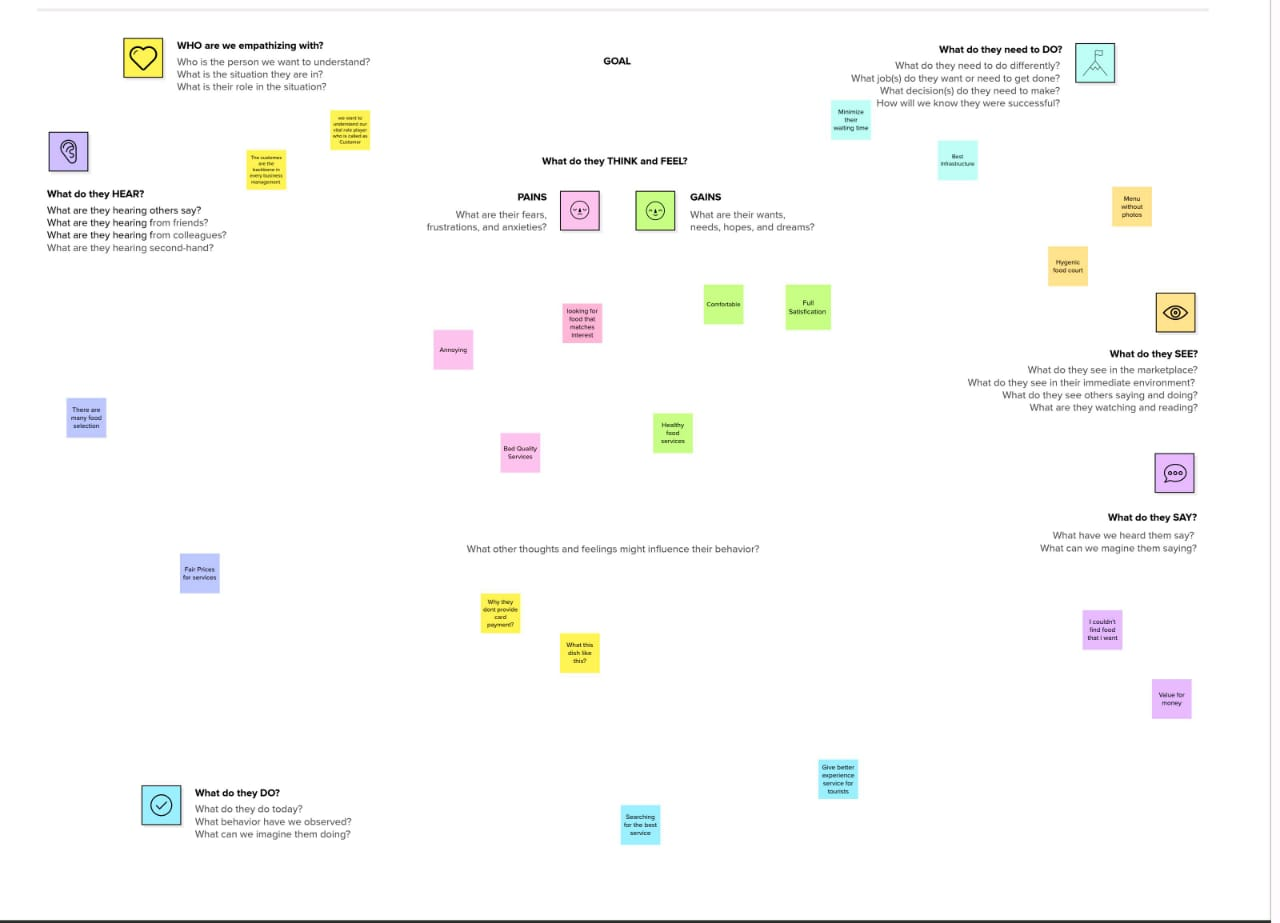 WHO are we empathizing with?
Who is the person we want to understand?
What is the situation they are in?
What is their role in the situation?
GOAL
What do they need to DO?
What do they need to do differently?
What job(s) do they want or need to get done?
What decision(s) do they need to make?
How will we know they were successful?
we want to
understand our
vital role player
who is called as
Customer
The customer
are the
backbone in
every business
management
Minimize
their
waiting time
Best
Infrastructure
Menu
without
photos
Hygenic
food court
What do they HEAR?
What are they hearing others say?
What are they hearing from friends?
What are they hearing from colleagues?
What are they hearing second-hand?
What do they THINK and FEEL?
PAINS
What are their fears,
frustrations, and anxieties?
GAINS
What are their wants,
needs, hopes, and dreams?
looking for
food that
matches
interest
Annoying
Bad Quality
Services
Comfortable
Full
Satisfication
Healthy
food
services
What do they SEE?
What do they see in the marketplace?
What do they see in their immediate environment?
What do they see others saying and doing?
What are they watching and reading?
There are
many food
selection
Fair Prices
for services
What do they SAY?
What have we heard them say?
What can we magine them saying?
What other thoughts and feelings might influence their behavior?
Why they
dont provide
card
payment?
What this
dish like
this?
I couldn't
find food
that i want
Value for
money
What do they DO?
What do they do today?
What behavior have we observed?
What can we imagine them doing?
Give better
experience
service for
tourists
Searching
for the best
service